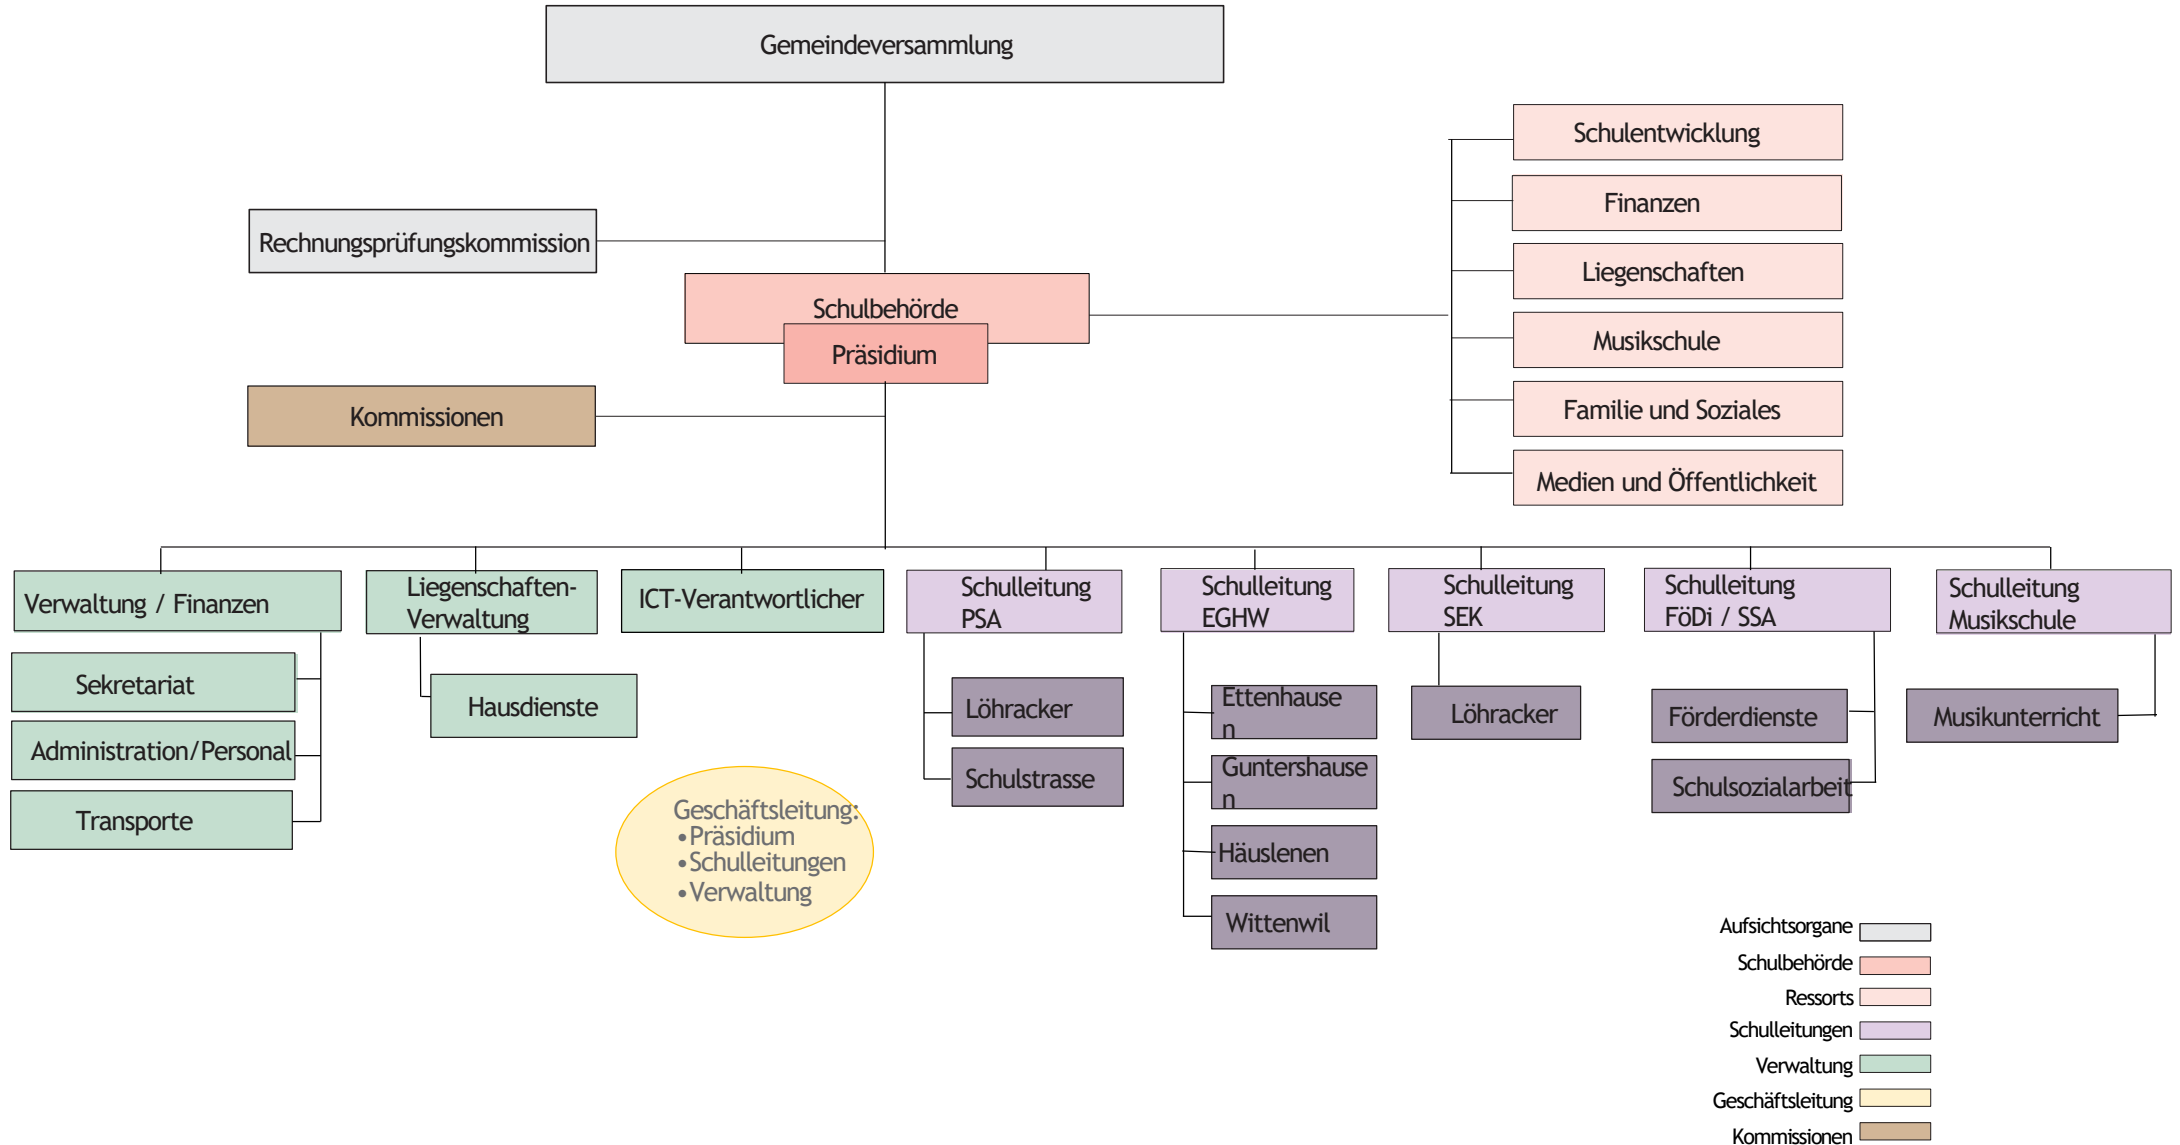 Gemeindeversammlung
Schulentwicklung
Finanzen
Rechnungsprüfungskommission
Liegenschaften
Schulbehörde
Präsidium
Musikschule
Kommissionen
Familie und Soziales
Medien und Öffentlichkeit
Verwaltung / Finanzen
Liegenschaften-
Verwaltung
ICT-Verantwortlicher
Schulleitung
PSA
Schulleitung
EGHW
Schulleitung
SEK
Schulleitung
FöDi / SSA
Schulleitung
Musikschule
Sekretariat
Administration/Personal
Transporte
Hausdienste
Löhracker
Schulstrasse
Ettenhause
n
Guntershause
n
Häuslenen
Wittenwil
Löhracker
Förderdienste
Schulsozialarbeit
Musikunterricht
Geschäftsleitung:
•Präsidium
•Schulleitungen
•Verwaltung
Aufsichtsorgane
Schulbehörde
Ressorts
Schulleitungen
Verwaltung
Geschäftsleitung
Kommissionen